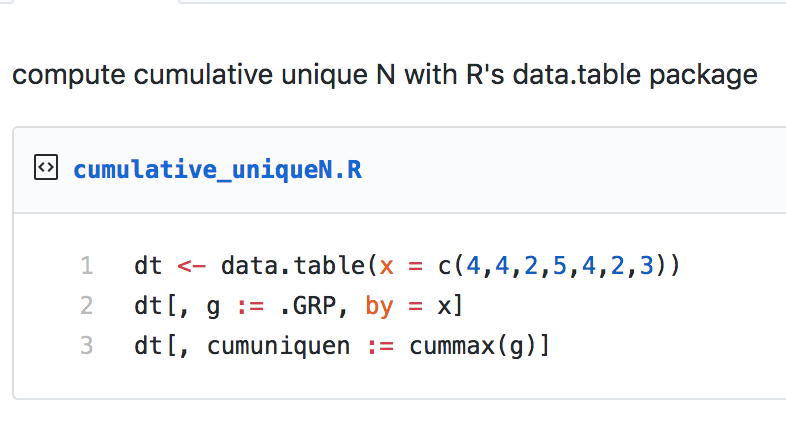 compute cumulative unique N with R's data.table package
cumulative_uniqueN.R
1 dt <- data.table(x = c(4,4,2,5,4,2,3))
2 dt[, g := .GRP, by = x]
3 dt[, cumuniquen := cummax(g)]